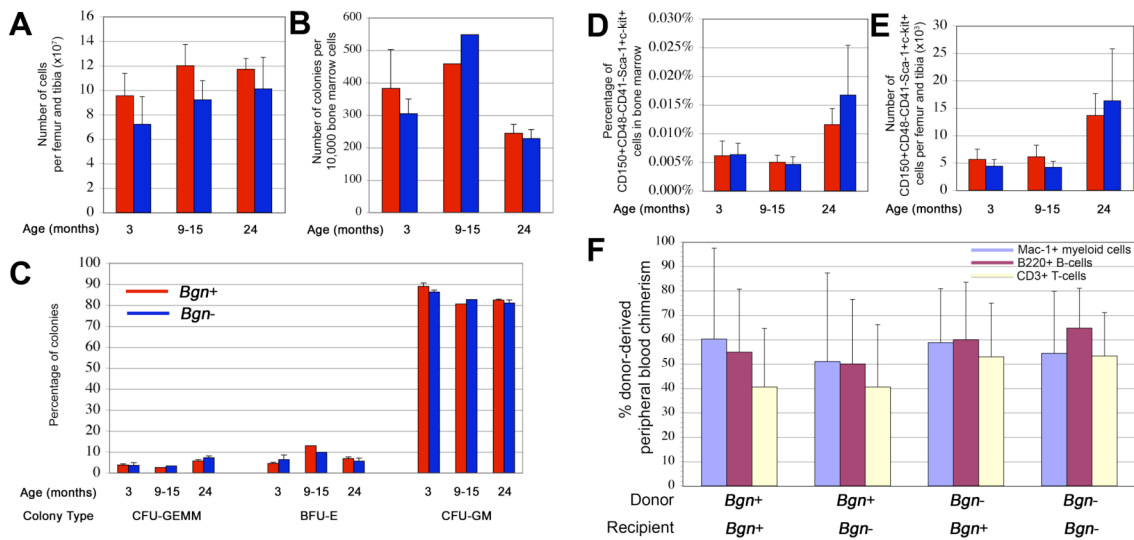 A
Number of cells
per femur and tibia (x10⁷)
16
14
12
10
8
6
4
2
0
Age (months)
3
9-15
24
B
Number of colonies per
10,000 bone marrow cells
600
500
400
300
200
100
0
3
9-15
24
C
Percentage of colonies
100
90
80
70
60
50
40
30
20
10
0
Bgn+
Bgn-
Age (months)
3 9-15 24 3 9-15 24 3 9-15 24
Colony Type
CFU-GEMM BFU-E CFU-GM
D
Percentage of
CD150+CD48-CD41-Sca-1+c-kit+
cells in bone marrow
0.030%
0.025%
0.020%
0.015%
0.010%
0.005%
0.000%
Age (months)
3 9-15 24
E
Number of
CD150+CD48-CD41-Sca-1+c-kit+
cells per femur and tibia (x10³)
30
25
20
15
10
5
0
Age (months)
3 9-15 24
F
% donor-derived
peripheral blood chimerism
100
90
80
70
60
50
40
30
20
10
0
Mac-1+ myeloid cells
B220+ B-cells
CD3+ T-cells
Donor Bgn+ Bgn+ Bgn- Bgn-
Recipient Bgn+ Bgn- Bgn+ Bgn-